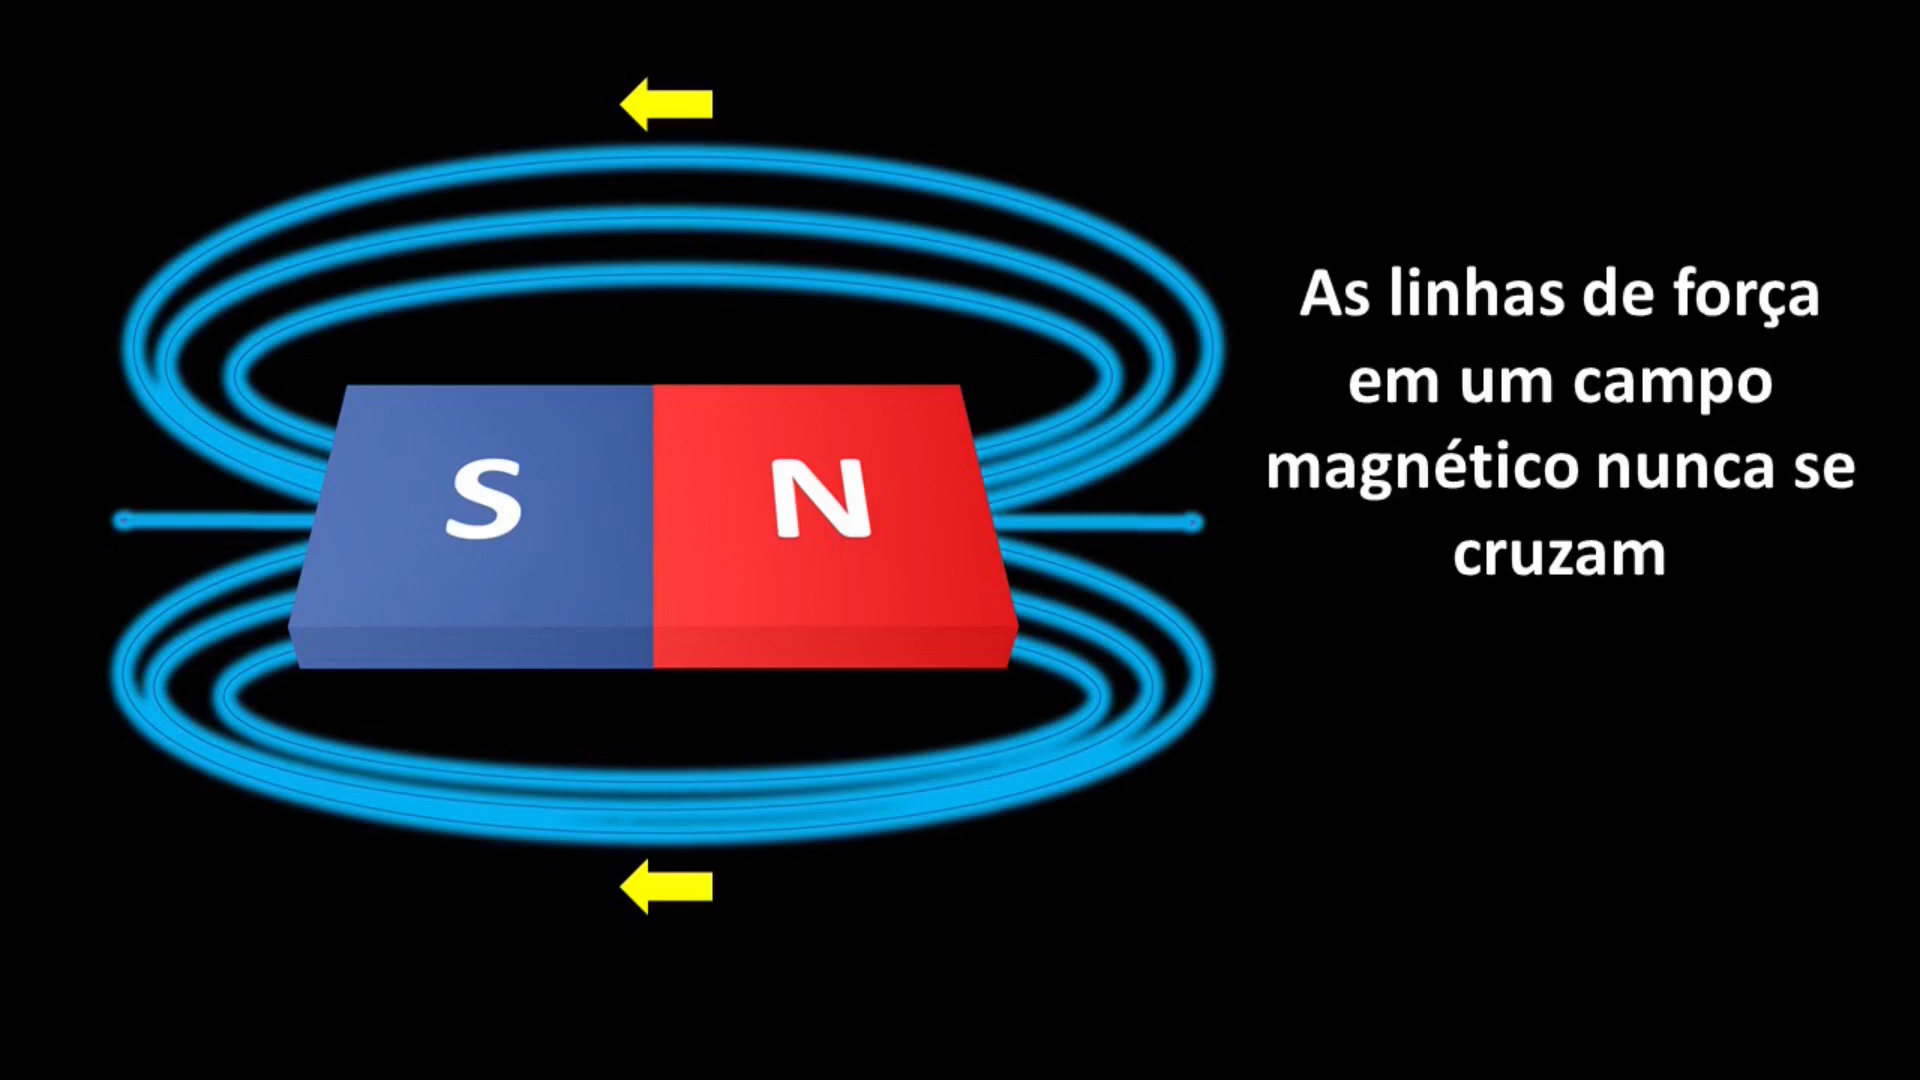 S N
As linhas de força
em um campo
magnético nunca se
cruzam